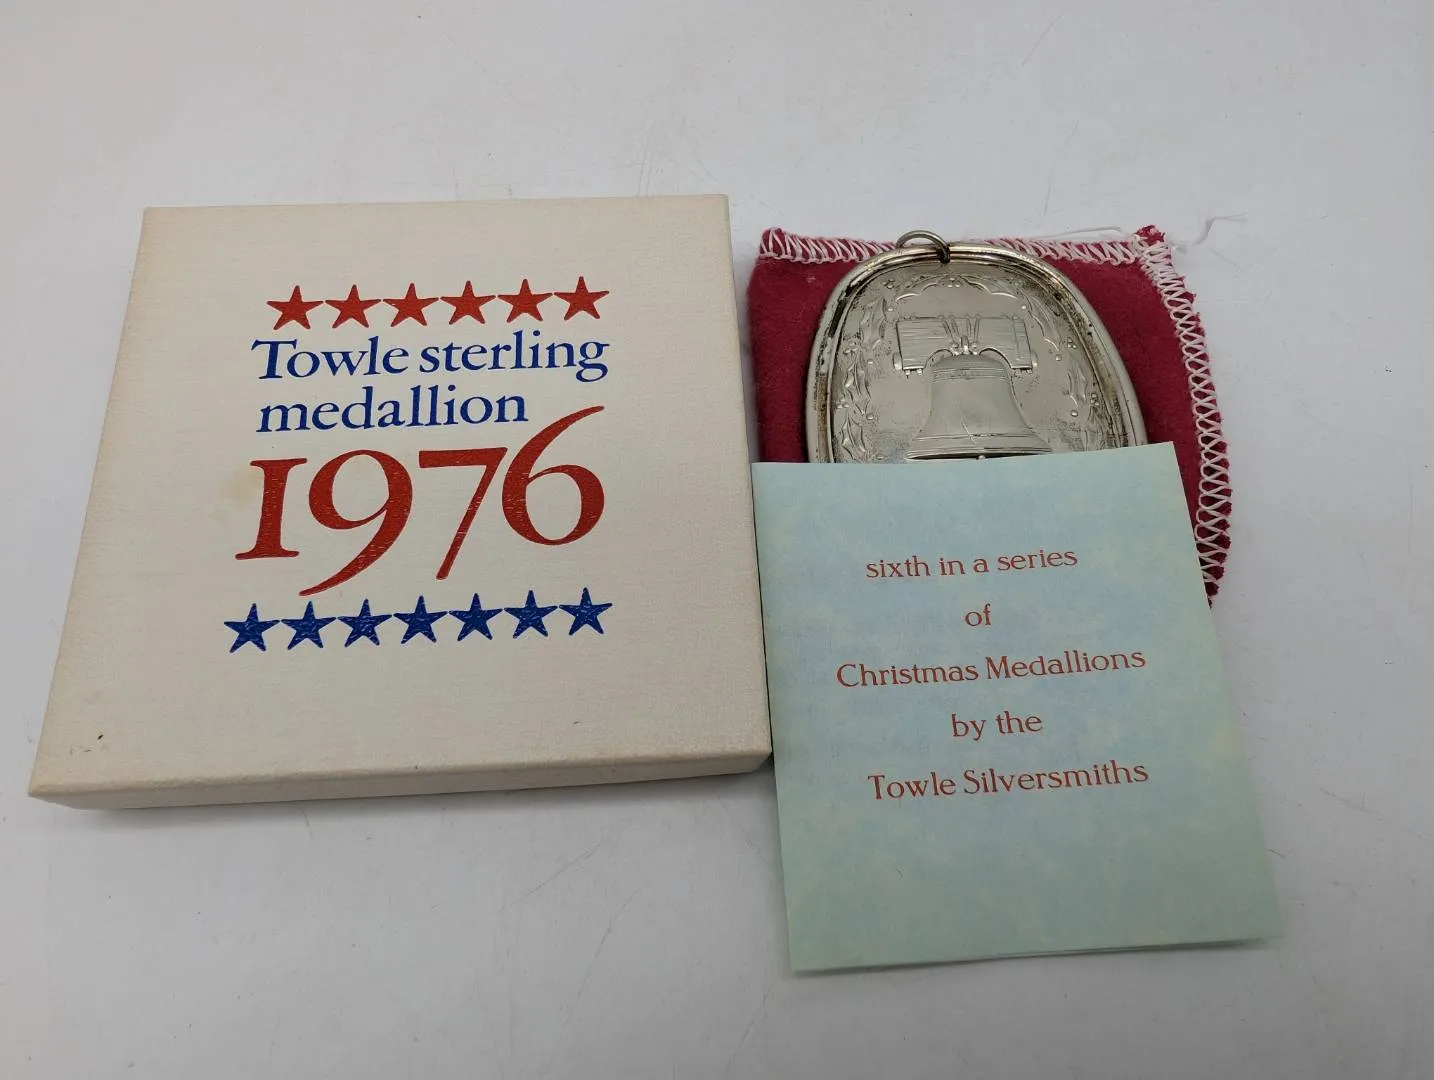 Towle sterling
medallion
1976
sixth in a series
of
Christmas Medallions
by the
Towle Silversmiths